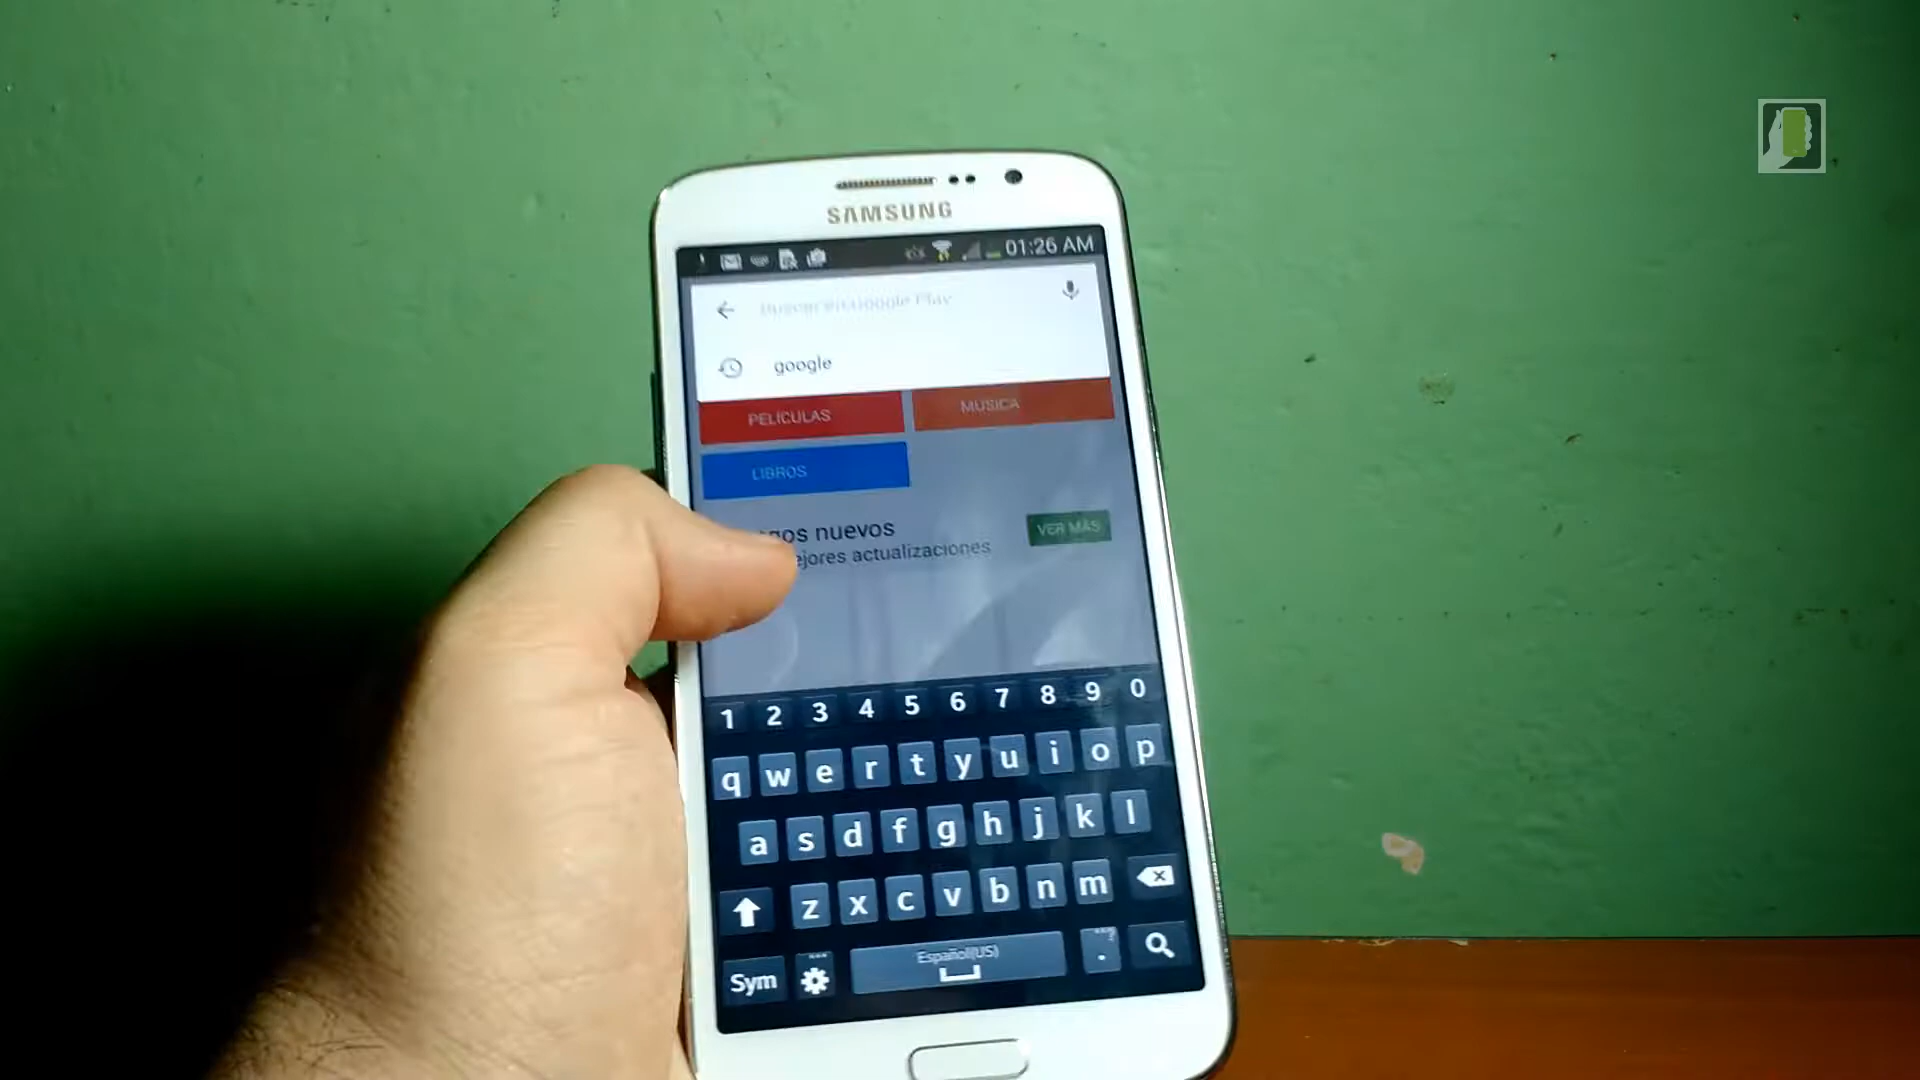 SAMSUNG
01:26 AM
Buscar en Google Play
google
PELÍCULAS
MÚSICA
LIBROS
gos nuevos
VER MÁS
ejores actualizaciones
1 2 3 4 5 6 7 8 9 0
q w e r t y u i o p
a s d f g h j k l
z x c v b n m
Sym
Español(US)
.